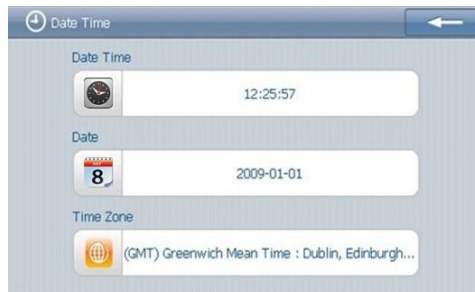 Date Time
Date Time
12:25:57
Date
8
2009-01-01
Time Zone
(GMT) Greenwich Mean Time : Dublin, Edinburgh...